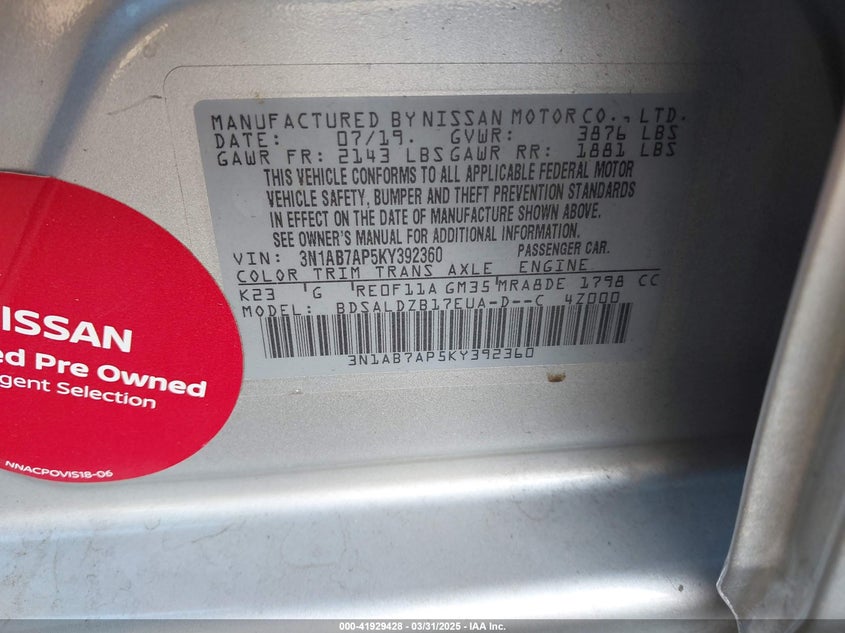 MANUFACTURED BY NISSAN MOTOR CO., LTD.
DATE: 07/19. GVWR: 3876 LBS
GAWR FR: 2143 LBS GAWR RR: 1881 LBS
THIS VEHICLE CONFORMS TO ALL APPLICABLE FEDERAL MOTOR
VEHICLE SAFETY, BUMPER AND THEFT PREVENTION STANDARDS
IN EFFECT ON THE DATE OF MANUFACTURE SHOWN ABOVE.
SEE OWNER'S MANUAL FOR ADDITIONAL INFORMATION.
VIN: 3N1AB7AP5KY392360 PASSENGER CAR.
COLOR TRIM TRANS AXLE ENGINE
K23 G RE0F11A GM35 MRA8DE 1798 CC
MODEL: BDSALDZB17EUA-D--C 4Z000
3N1AB7AP5KY392360
ISSAN
ed Pre Owned
gent Selection
NNACPOVIS18-06
000-41929428 - 03/31/2025 - IAA Inc.